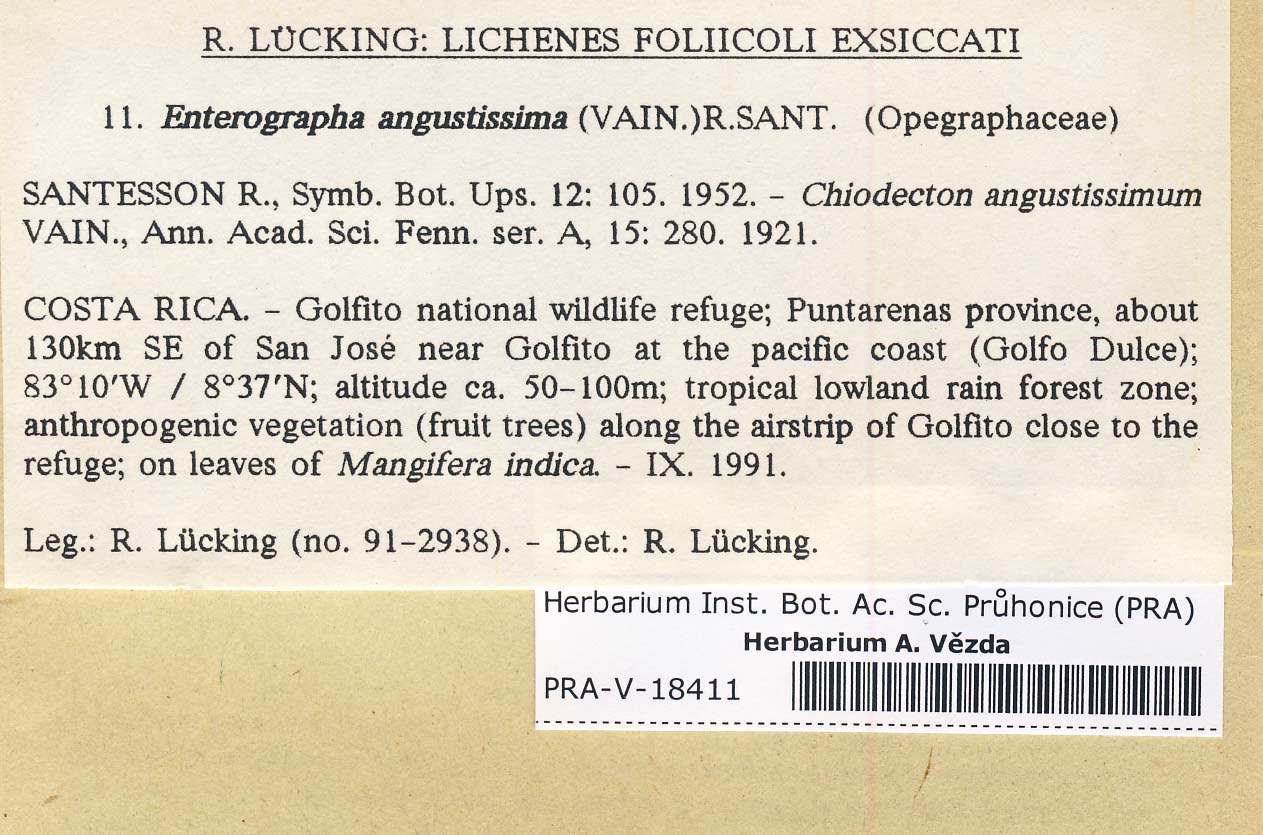 R. LÜCKING: LICHENES FOLIICOLI EXSICCATI
11. Enterographa angustissima (VAIN.)R.SANT. (Opegraphaceae)
SANTESSON R., Symb. Bot. Ups. 12: 105. 1952. – Chiodecton angustissimum
VAIN., Ann. Acad. Sci. Fenn. ser. A, 15: 280. 1921.
COSTA RICA. – Golfito national wildlife refuge; Puntarenas province, about
130km SE of San José near Golfito at the pacific coast (Golfo Dulce);
83°10′W / 8°37′N; altitude ca. 50–100m; tropical lowland rain forest zone;
anthropogenic vegetation (fruit trees) along the airstrip of Golfito close to the
refuge; on leaves of Mangifera indica. – IX. 1991.
Leg.: R. Lücking (no. 91–2938). – Det.: R. Lücking.
Herbarium Inst. Bot. Ac. Sc. Průhonice (PRA)
Herbarium A. Vězda
PRA-V-18411